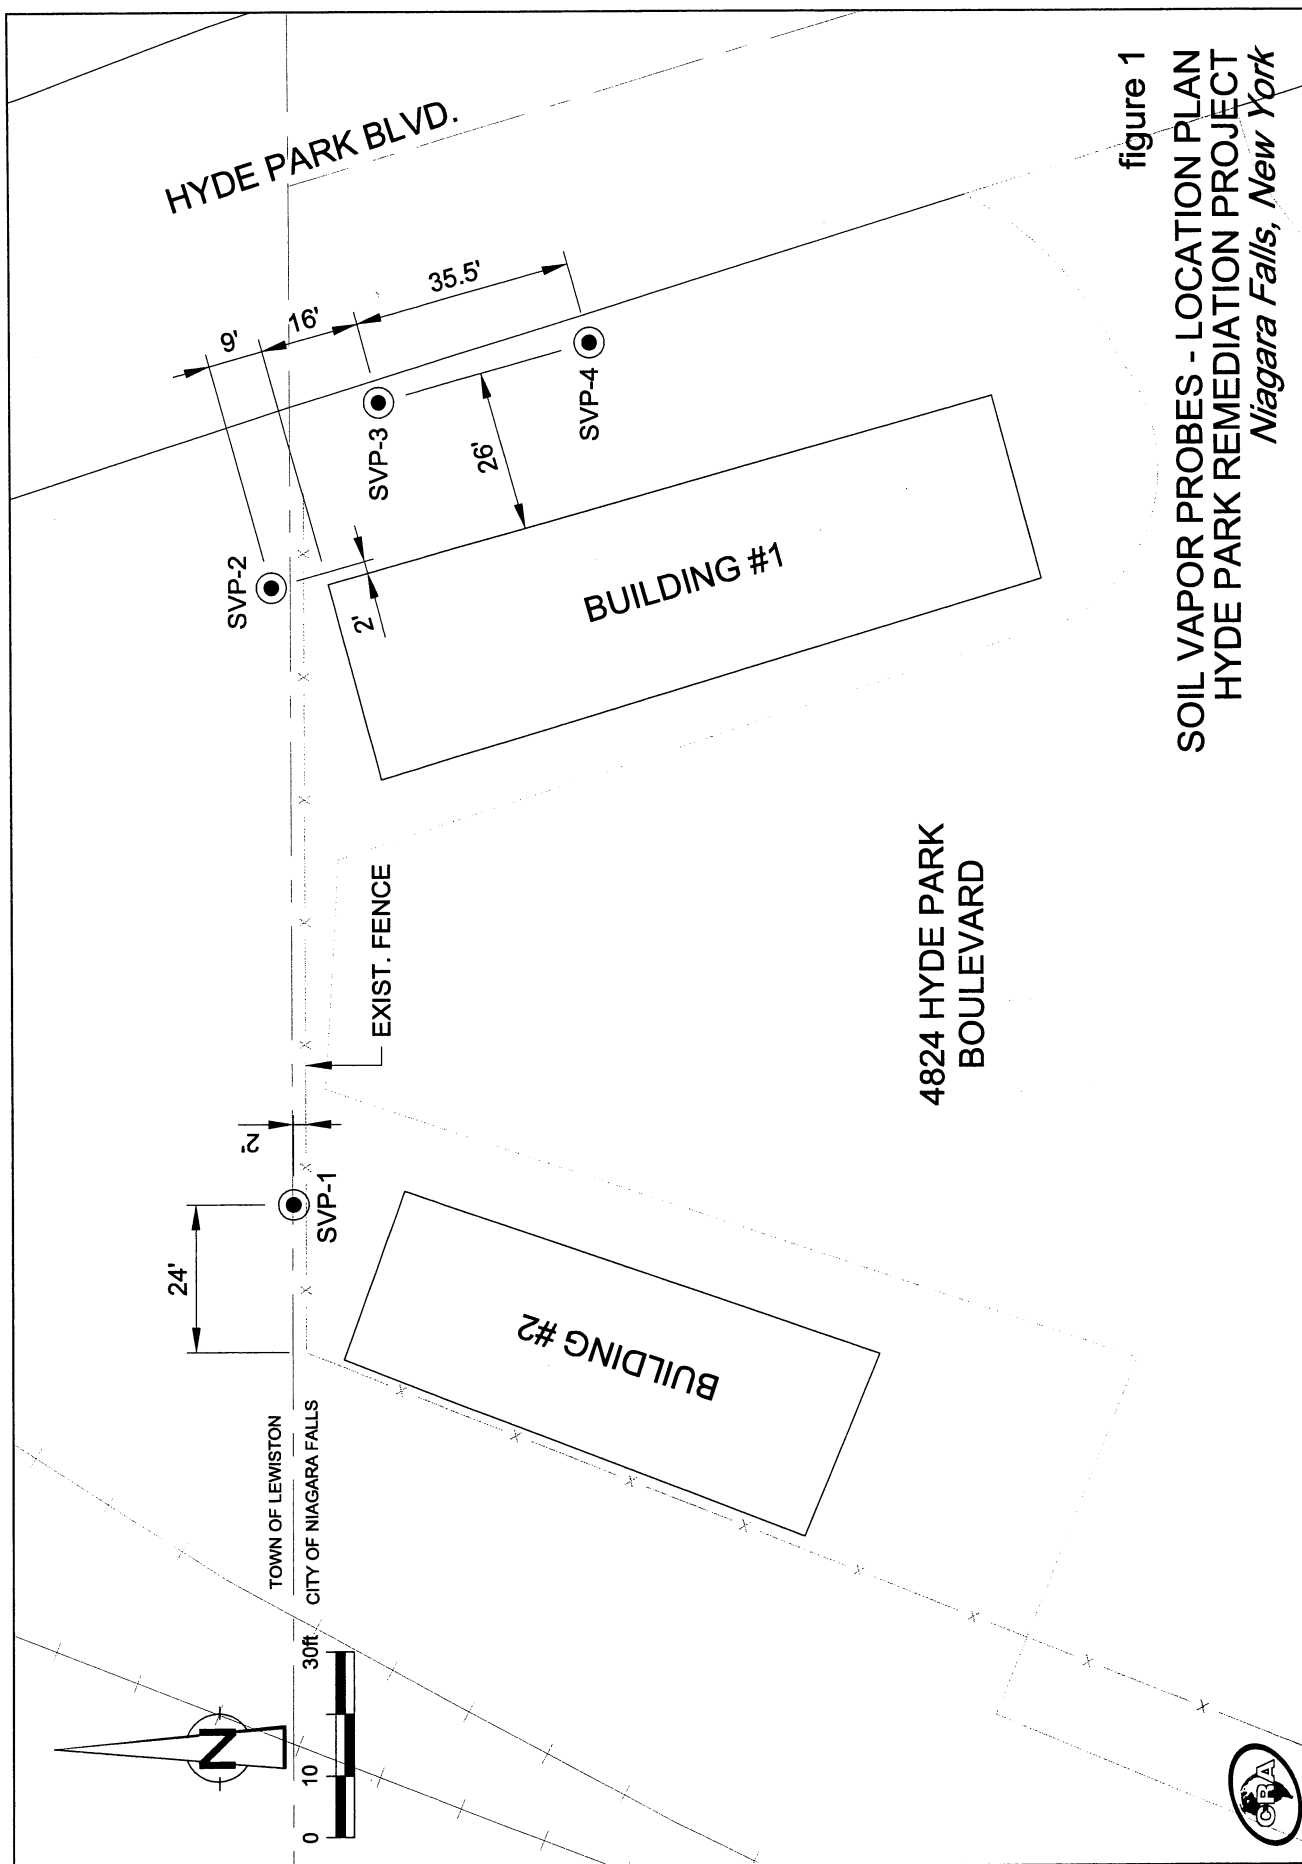 HYDE PARK BLVD.
9'
16'
35.5'
SVP-2
SVP-3
SVP-4
26'
2'
BUILDING #1
EXIST. FENCE
2'
SVP-1
24'
BUILDING #2
4824 HYDE PARK
BOULEVARD
TOWN OF LEWISTON
CITY OF NIAGARA FALLS
N
0 10 30ft
figure 1
SOIL VAPOR PROBES - LOCATION PLAN
HYDE PARK REMEDIATION PROJECT
Niagara Falls, New York
CRA